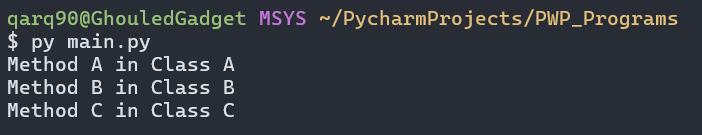 qarq90@GhouledGadget MSYS ~/PycharmProjects/PWP_Programs
$ py main.py
Method A in Class A
Method B in Class B
Method C in Class C